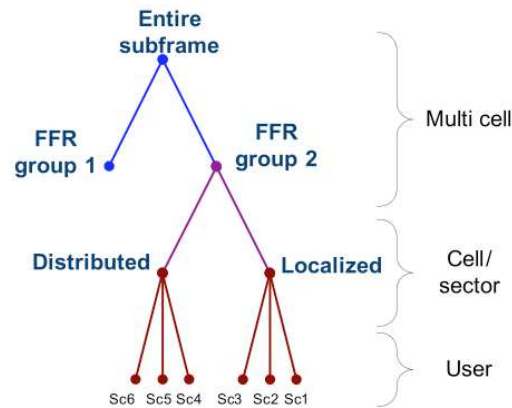 Entire
subframe
Multi cell
FFR
group 1
FFR
group 2
Distributed
Localized
Cell/
sector
User
Sc6 Sc5 Sc4 Sc3 Sc2 Sc1